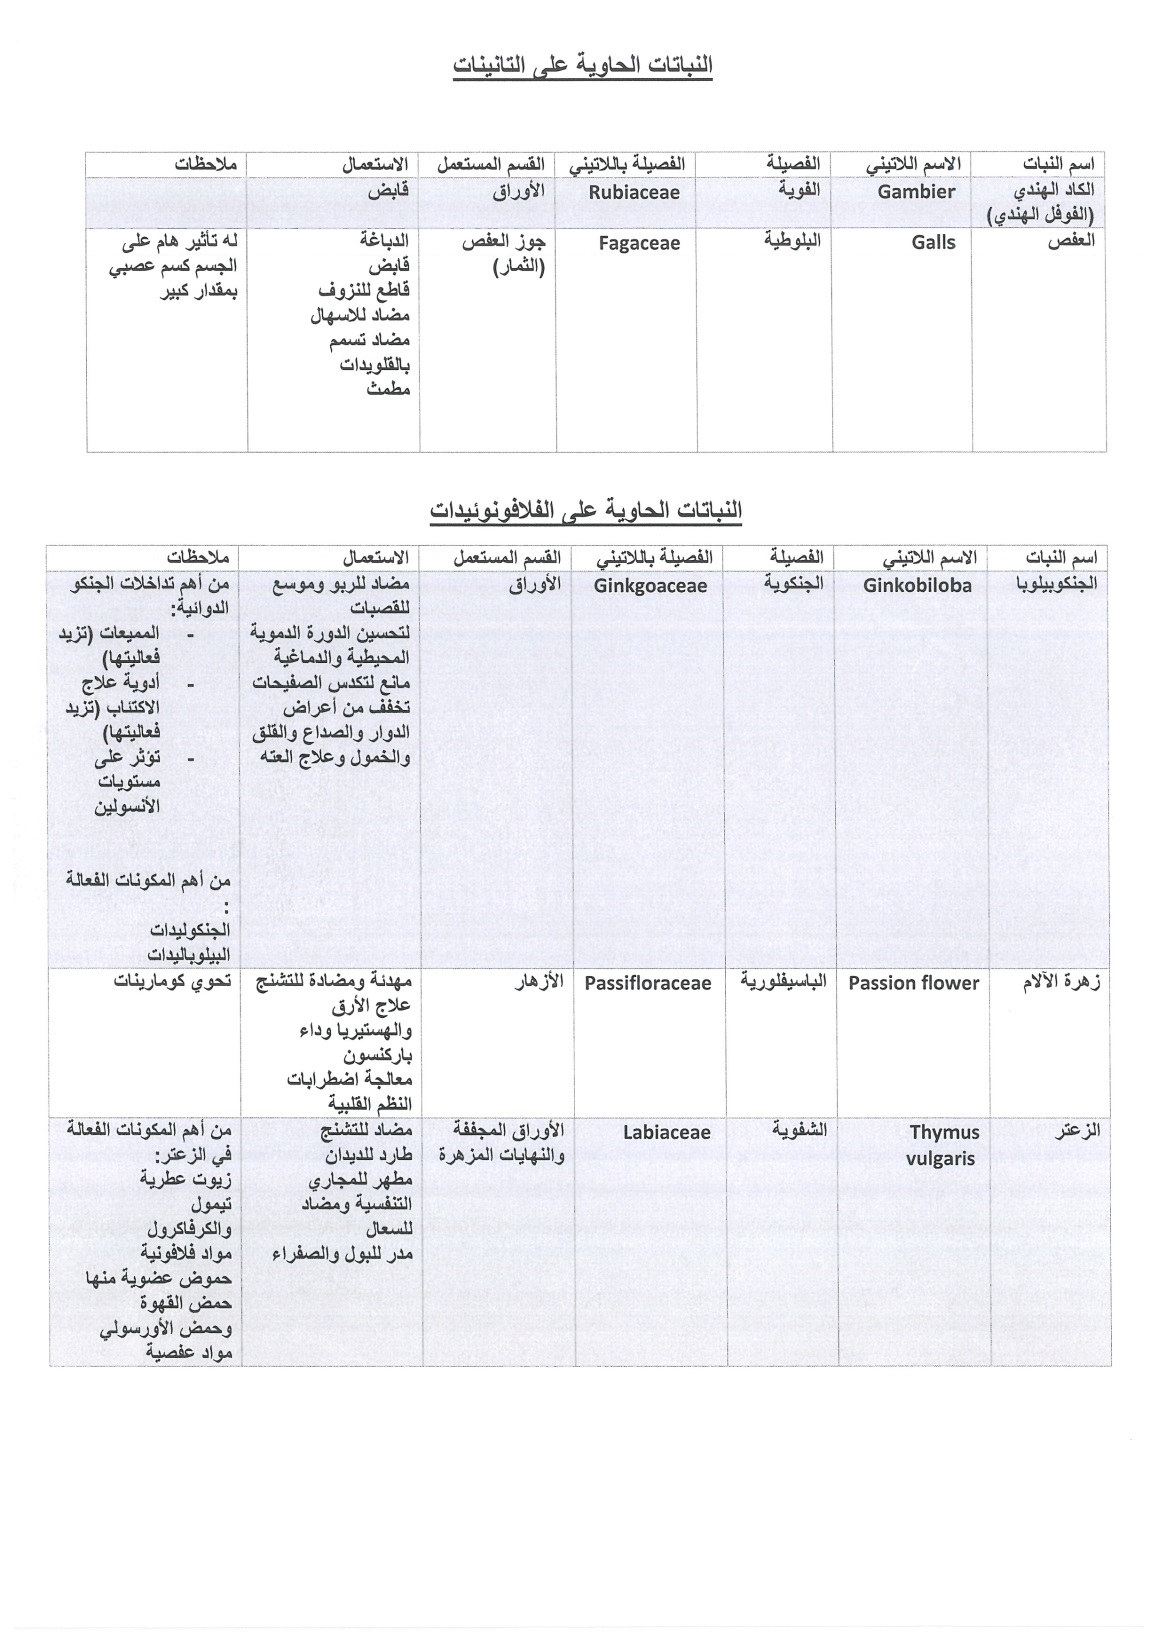 النباتات الحاوية على التانينات
اسم النبات الاسم اللاتيني الفصيلة الفصيلة باللاتيني القسم المستعمل الاستعمال ملاحظات
الكاد الهندي Gambier الفوية Rubiaceae الأوراق قابض
(الفوفل الهندي)
العفص Galls البلوطية Fagaceae جوز العفص الدباغة له تأثير هام على
(الثمار) قابض الجسم كسم عصبي
قاطع للنزوف بمقدار كبير
مضاد للاسهال
مضاد تسمم
بالقلويدات
مطمث
النباتات الحاوية على الفلافونوئيدات
اسم النبات الاسم اللاتيني الفصيلة الفصيلة باللاتيني القسم المستعمل الاستعمال ملاحظات
الجنكوبيلوبا Ginkobiloba الجنكوية Ginkgoaceae الأوراق مضاد للربو وموسع من أهم تداخلات الجنكو
للقصبات الدوائية:
لتحسين الدورة الدموية - المميعات (تزيد
المحيطية والدماغية فعاليتها)
مانع لتكدس الصفيحات - أدوية علاج
تخفف من أعراض الاكتئاب (تزيد
الدوار والصداع والقلق فعاليتها)
والخمول وعلاج العته - تؤثر على
مستويات
الأنسولين
من أهم المكونات الفعالة
:
الجنكوليدات
البيلوباليدات
زهرة الآلام Passion flower الباسيفلورية Passifloraceae الأزهار مهدئة ومضادة للتشنج تحوي كومارينات
علاج الأرق
والهستيريا وداء
باركنسون
معالجة اضطرابات
النظم القلبية
الزعتر Thymus الشفوية Labiaceae الأوراق المجففة مضاد للتشنج من أهم المكونات الفعالة
vulgaris والنهايات المزهرة طارد للديدان في الزعتر:
مطهر للمجاري زيوت عطرية
التنفسية ومضاد تيمول
للسعال والكرفاكرول
مدر للبول والصفراء مواد فلافونية
حموض عضوية منها
حمض القهوة
وحمض الأورسولي
مواد عفصية